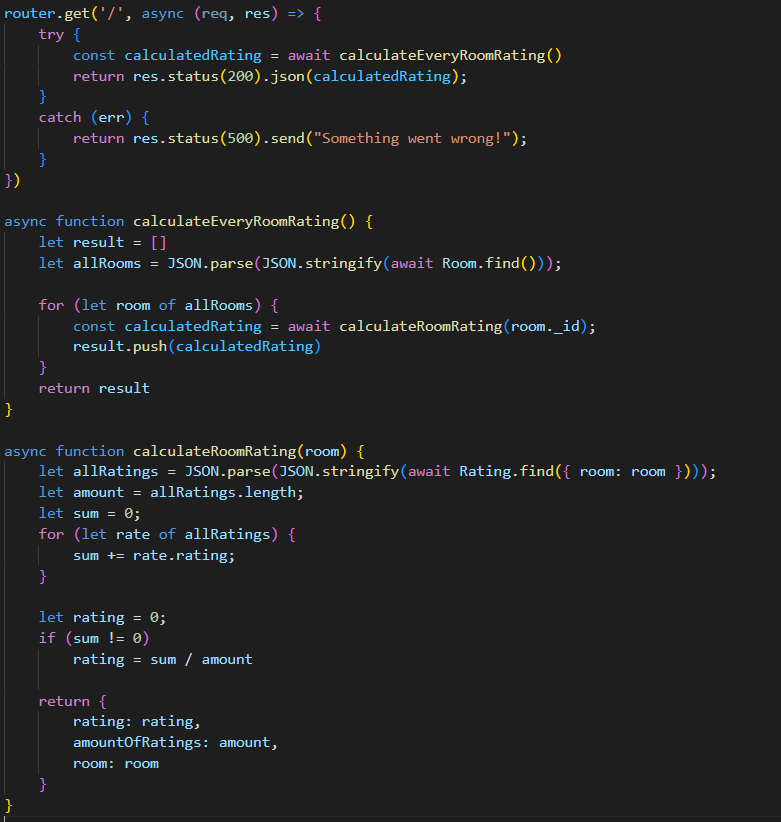 router.get('/', async (req, res) => {
    try {
        const calculatedRating = await calculateEveryRoomRating()
        return res.status(200).json(calculatedRating);
    }
    catch (err) {
        return res.status(500).send("Something went wrong!");
    }
})

async function calculateEveryRoomRating() {
    let result = []
    let allRooms = JSON.parse(JSON.stringify(await Room.find()));

    for (let room of allRooms) {
        const calculatedRating = await calculateRoomRating(room._id);
        result.push(calculatedRating)
    }
    return result
}

async function calculateRoomRating(room) {
    let allRatings = JSON.parse(JSON.stringify(await Rating.find({ room: room })));
    let amount = allRatings.length;
    let sum = 0;
    for (let rate of allRatings) {
        sum += rate.rating;
    }

    let rating = 0;
    if (sum != 0)
        rating = sum / amount

    return {
        rating: rating,
        amountOfRatings: amount,
        room: room
    }
}